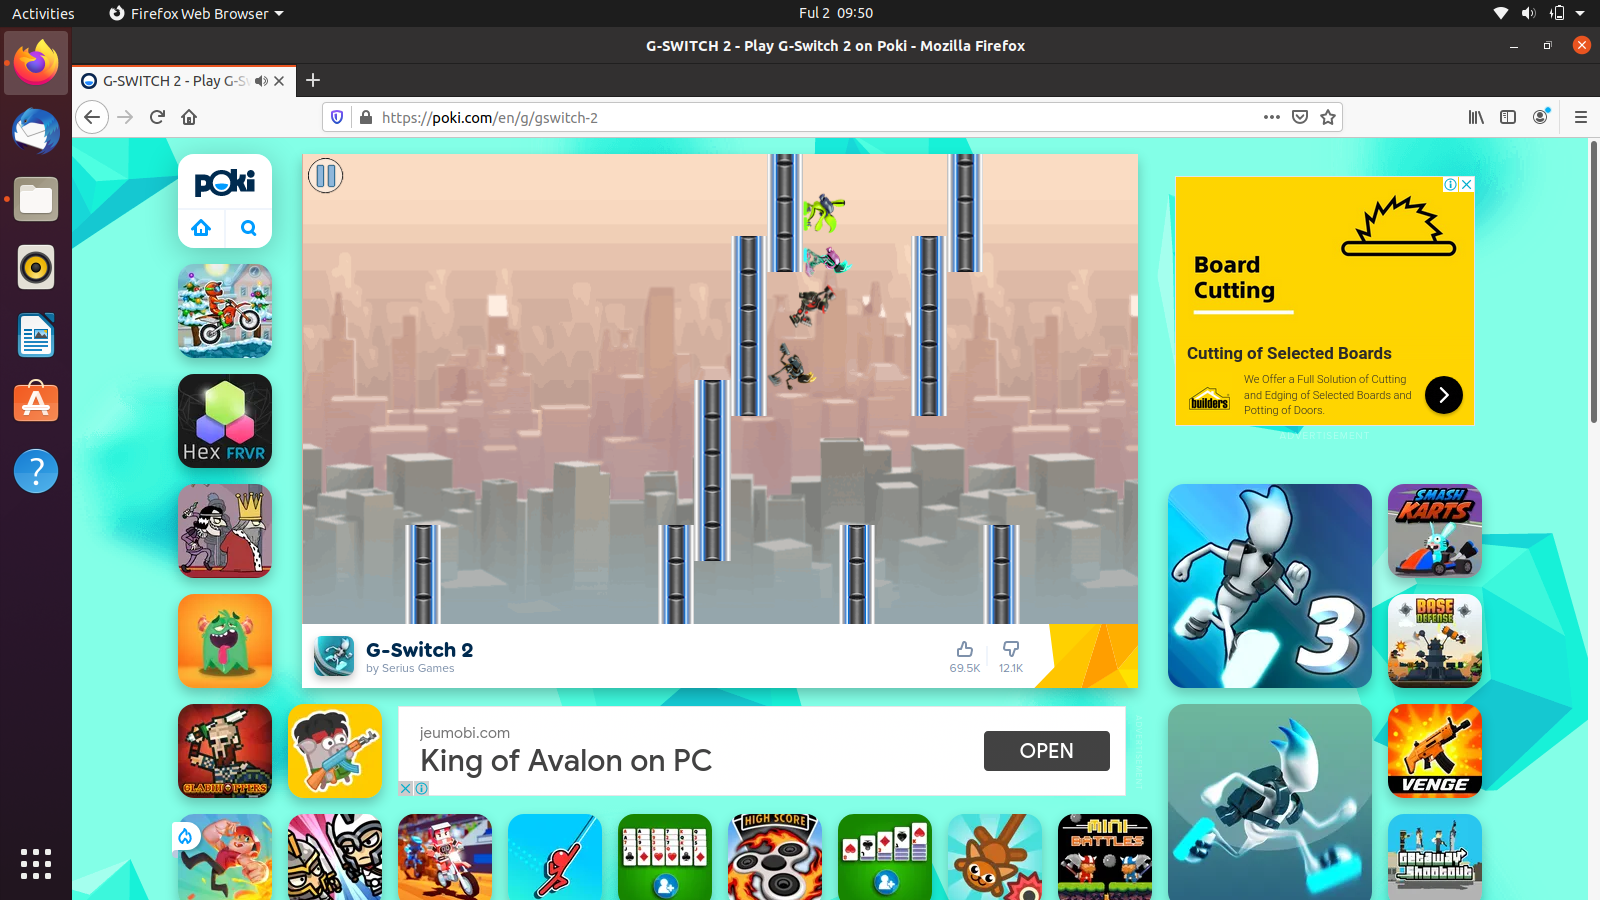 Activities
Firefox Web Browser
Ful 2 09:50
G-SWITCH 2 - Play G-Switch 2 on Poki - Mozilla Firefox
G-SWITCH 2 - Play G-S
https://poki.com/en/g/gswitch-2
poki
Board
Cutting
Cutting of Selected Boards
We Offer a Full Solution of Cutting
and Edging of Selected Boards and
Potting of Doors.
builders
ADVERTISEMENT
Hex FRVR
SMASH
KARTS
3
BASE
DEFENSE
G-Switch 2
by Serius Games
69.5K
12.1K
GLADIHOPPERS
jeumobi.com
King of Avalon on PC
OPEN
ADVERTISEMENT
VENGE
HIGH SCORE
MINI
BATTLES
Getaway
Shootout